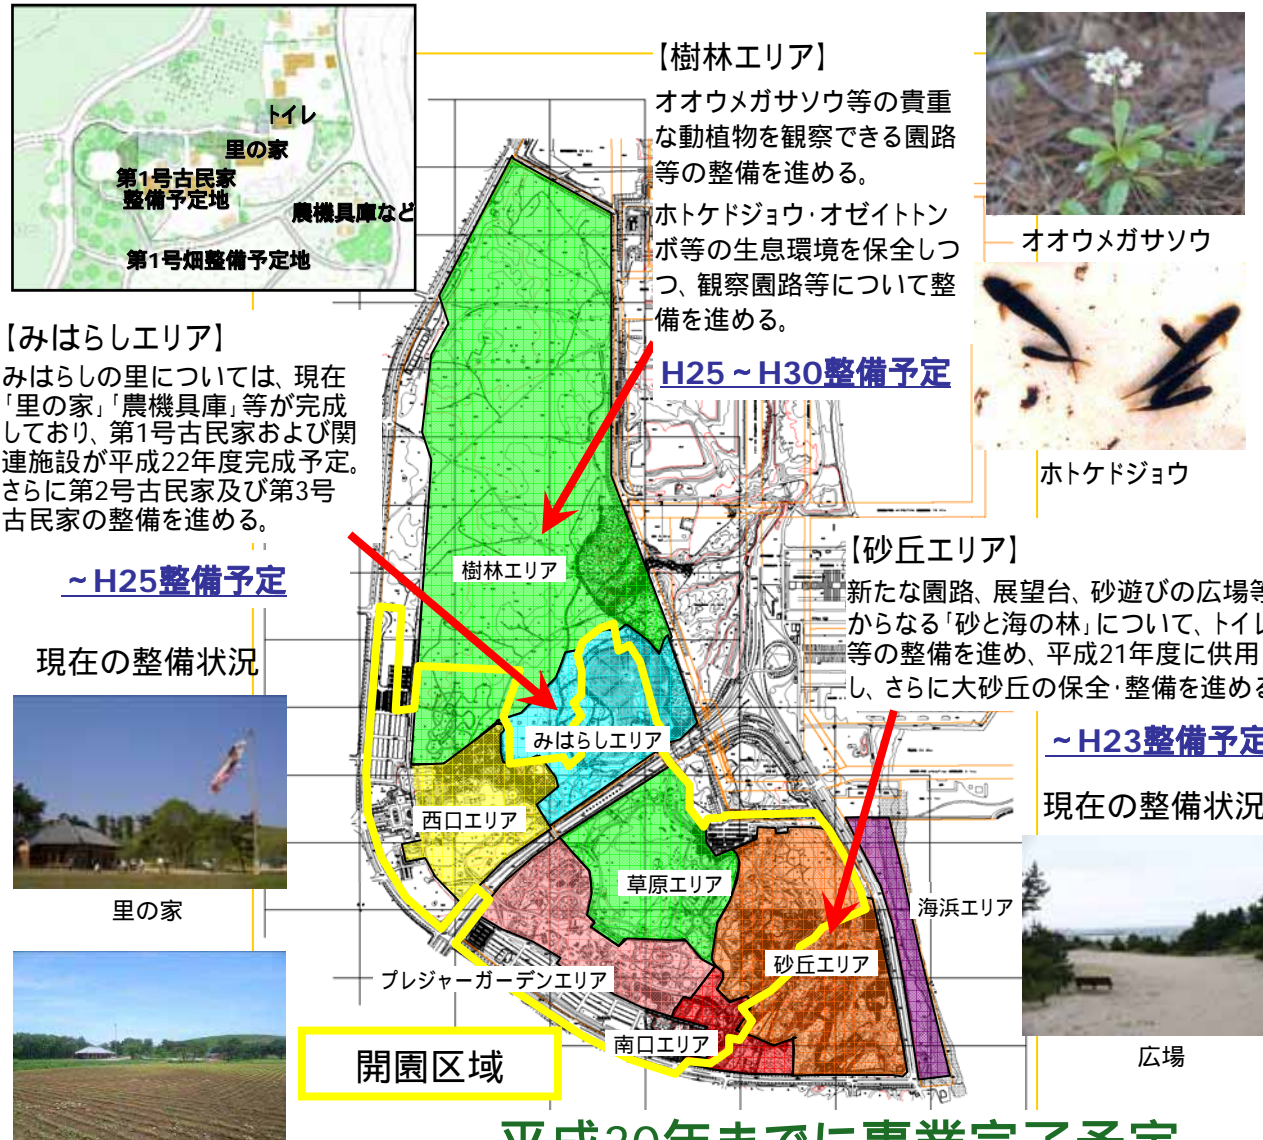 トイレ
里の家
第1号古民家
整備予定地
農機具庫など
第1号畑整備予定地
【樹林エリア】
オオウメガサソウ等の貴重
な動植物を観察できる園路
等の整備を進める。
ホトケドジョウ・オゼイトトン
ボ等の生息環境を保全しつ
つ、観察園路等について整
備を進める。
H25~H30整備予定
オオウメガサソウ
ホトケドジョウ
【みはらしエリア】
みはらしの里については、現在
「里の家」「農機具庫」等が完成
しており、第1号古民家および関
連施設が平成22年度完成予定。
さらに第2号古民家及び第3号
古民家の整備を進める。
~H25整備予定
現在の整備状況
里の家
【砂丘エリア】
新たな園路、展望台、砂遊びの広場等
からなる「砂と海の林」について、トイレ
等の整備を進め、平成21年度に供用
し、さらに大砂丘の保全・整備を進める
~H23整備予定
現在の整備状況
広場
樹林エリア
みはらしエリア
西口エリア
草原エリア
海浜エリア
砂丘エリア
プレジャーガーデンエリア
南口エリア
開園区域
平成30年までに事業完了予定